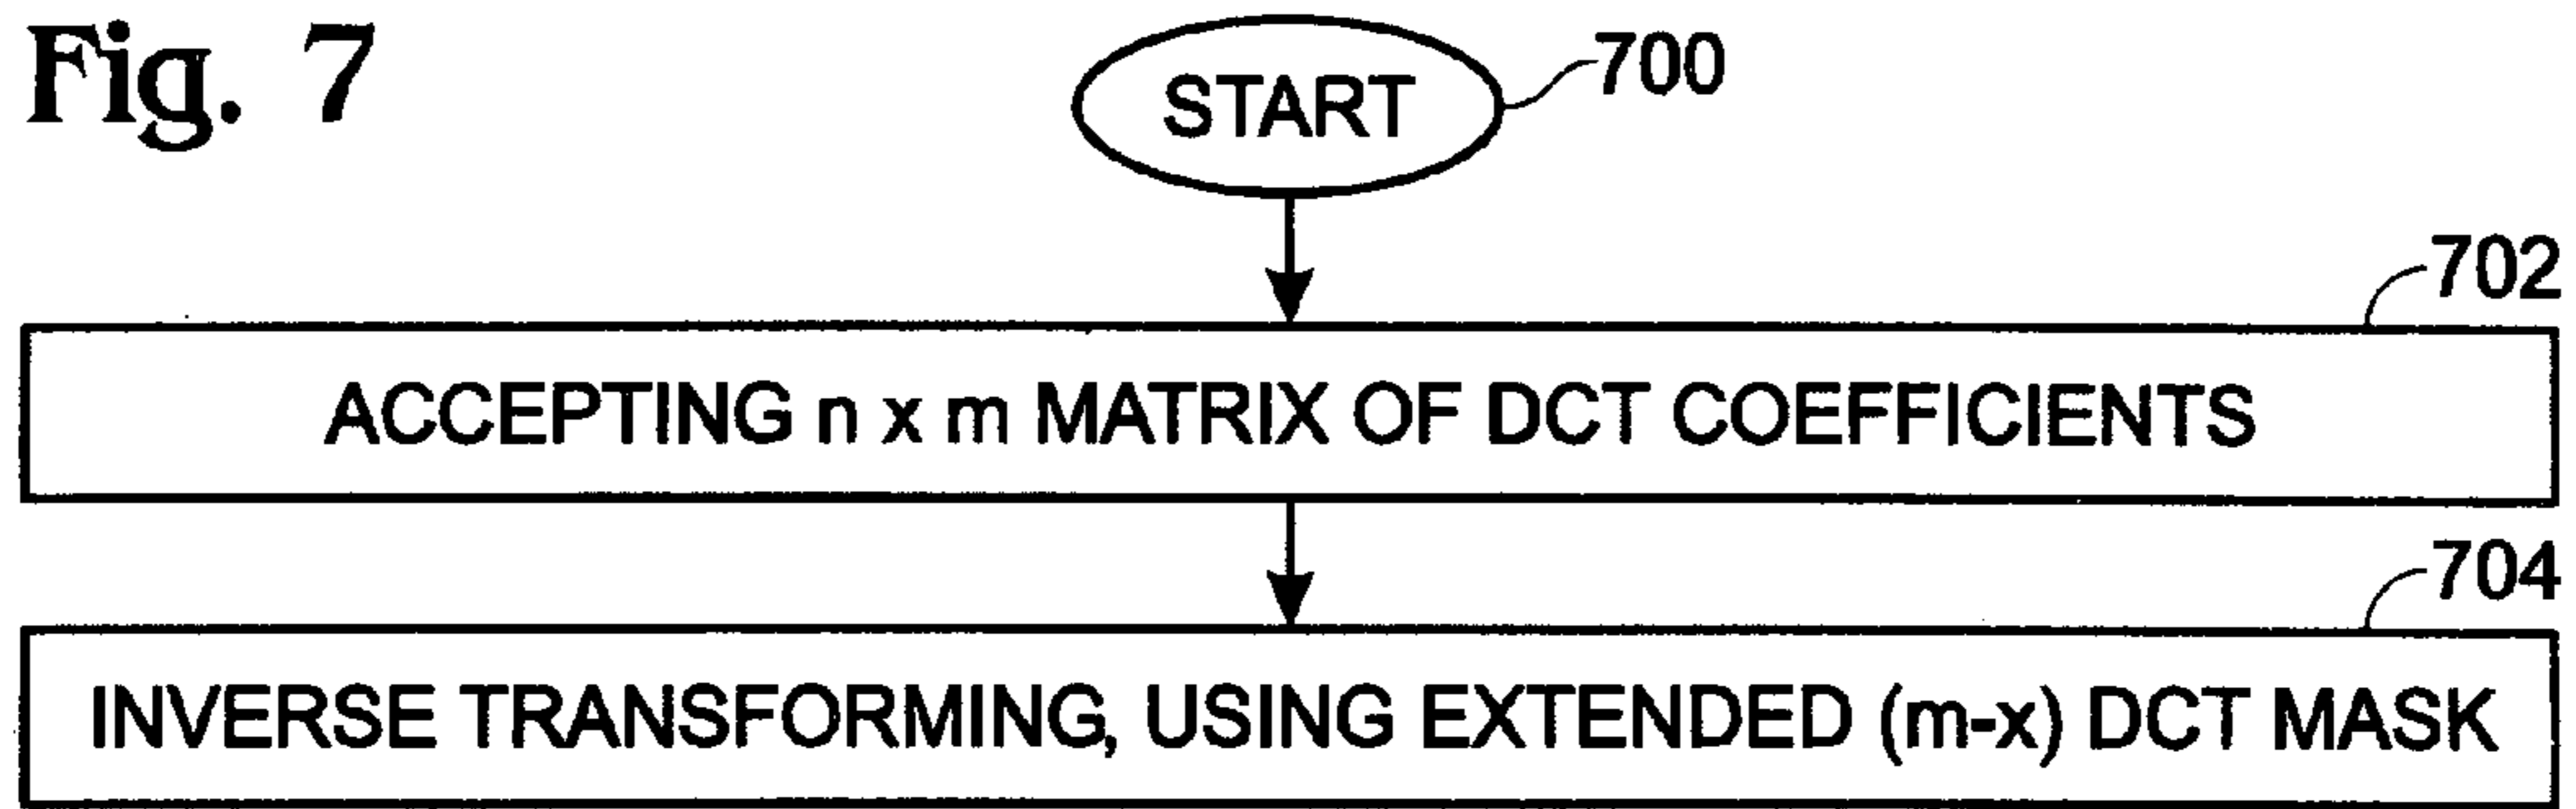 Fig. 7
START
700
702
ACCEPTING n x m MATRIX OF DCT COEFFICIENTS
704
INVERSE TRANSFORMING, USING EXTENDED (m-x) DCT MASK